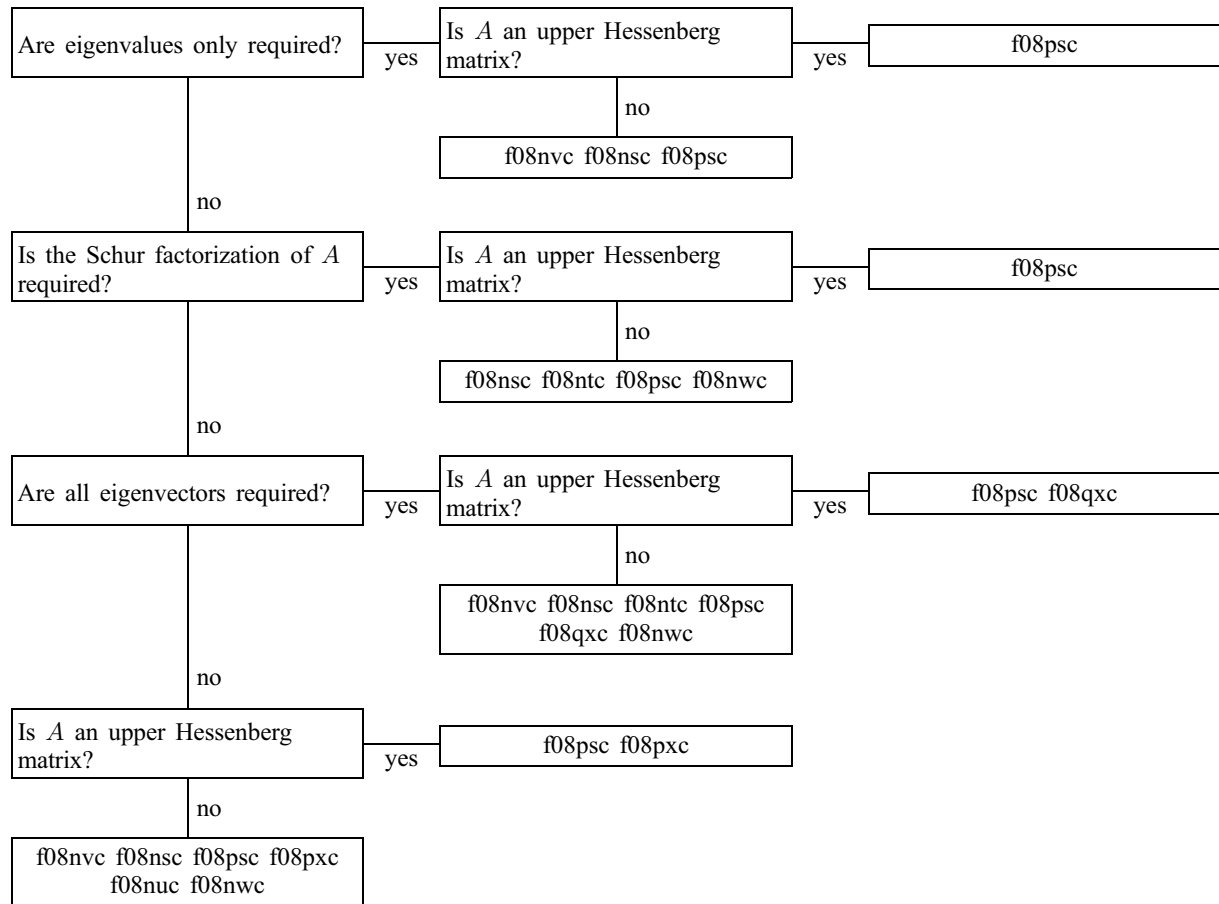 Are eigenvalues only required?
yes
Is A an upper Hessenberg
matrix?
yes
f08psc
no
f08nvc f08nsc f08psc
no
Is the Schur factorization of A
required?
yes
Is A an upper Hessenberg
matrix?
yes
f08psc
no
f08nsc f08ntc f08psc f08nwc
no
Are all eigenvectors required?
yes
Is A an upper Hessenberg
matrix?
yes
f08psc f08qxc
no
f08nvc f08nsc f08ntc f08psc
f08qxc f08nwc
no
Is A an upper Hessenberg
matrix?
yes
f08psc f08pxc
no
f08nvc f08nsc f08psc f08pxc
f08nuc f08nwc